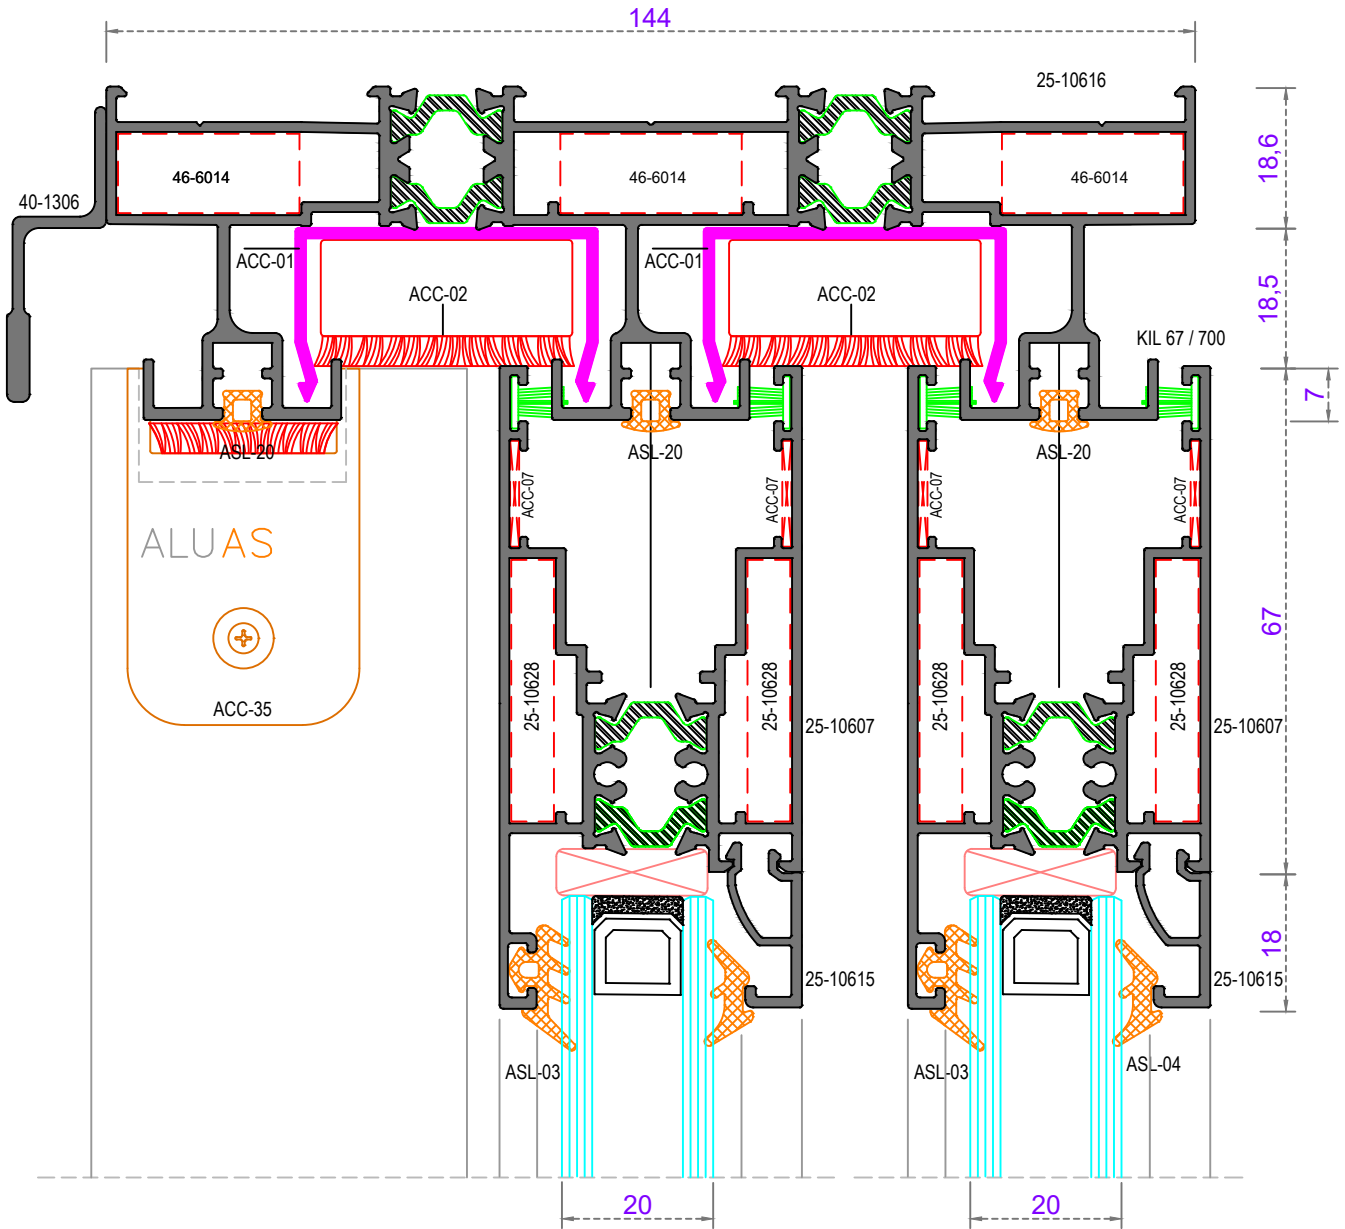 144
25-10616
18,6
46-6014
46-6014
46-6014
40-1306
ACC-01
ACC-01
ACC-02
ACC-02
18,5
KIL 67 / 700
7
ASL-20
ASL-20
ASL-20
ACC-07
ACC-07
ACC-07
ACC-07
ALUAS
67
25-10628
25-10628
25-10628
25-10628
ACC-35
25-10607
25-10607
18
25-10615
25-10615
ASL-03
ASL-03
ASL-04
20
20